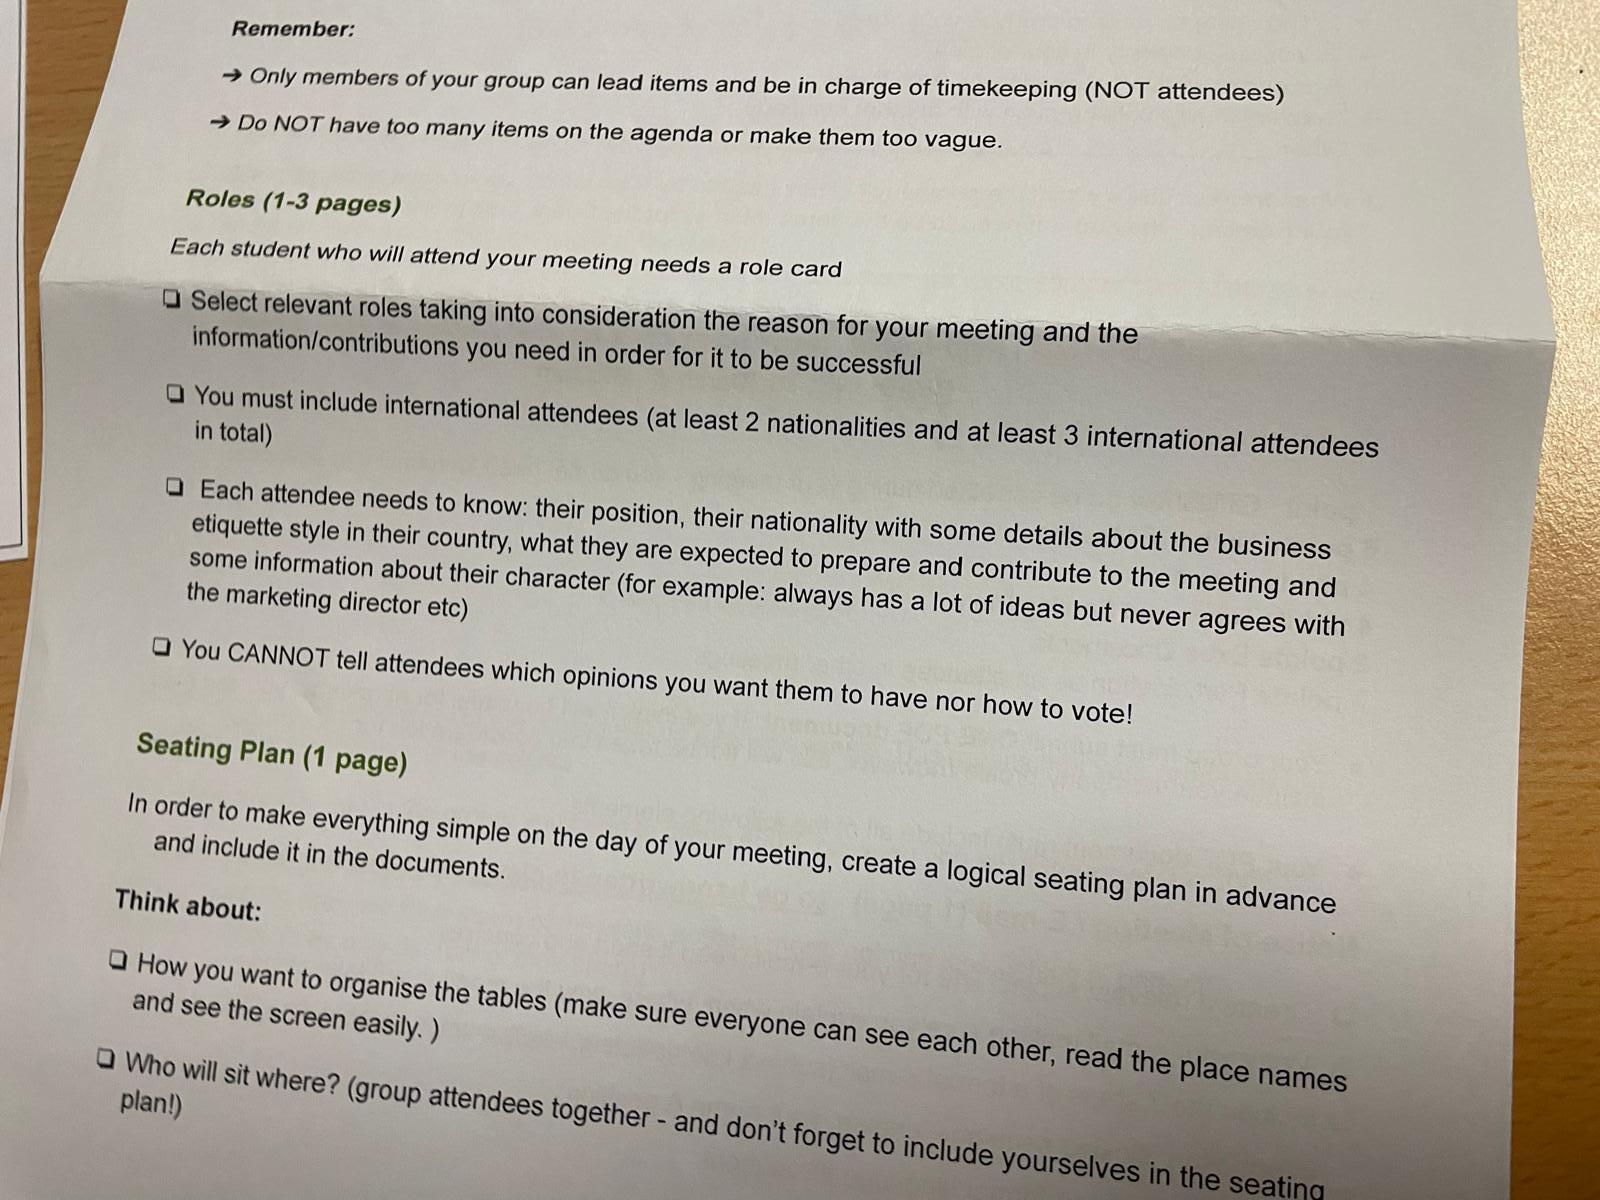 Remember:
→ Only members of your group can lead items and be in charge of timekeeping (NOT attendees)
→ Do NOT have too many items on the agenda or make them too vague.
Roles (1-3 pages)
Each student who will attend your meeting needs a role card
❏ Select relevant roles taking into consideration the reason for your meeting and the
information/contributions you need in order for it to be successful
❏ You must include international attendees (at least 2 nationalities and at least 3 international attendees
in total)
❏ Each attendee needs to know: their position, their nationality with some details about the business
etiquette style in their country, what they are expected to prepare and contribute to the meeting and
some information about their character (for example: always has a lot of ideas but never agrees with
the marketing director etc)
❏ You CANNOT tell attendees which opinions you want them to have nor how to vote!
Seating Plan (1 page)
In order to make everything simple on the day of your meeting, create a logical seating plan in advance
and include it in the documents.
Think about:
❏ How you want to organise the tables (make sure everyone can see each other, read the place names
and see the screen easily. )
❏ Who will sit where? (group attendees together - and don't forget to include yourselves in the seating
plan!)